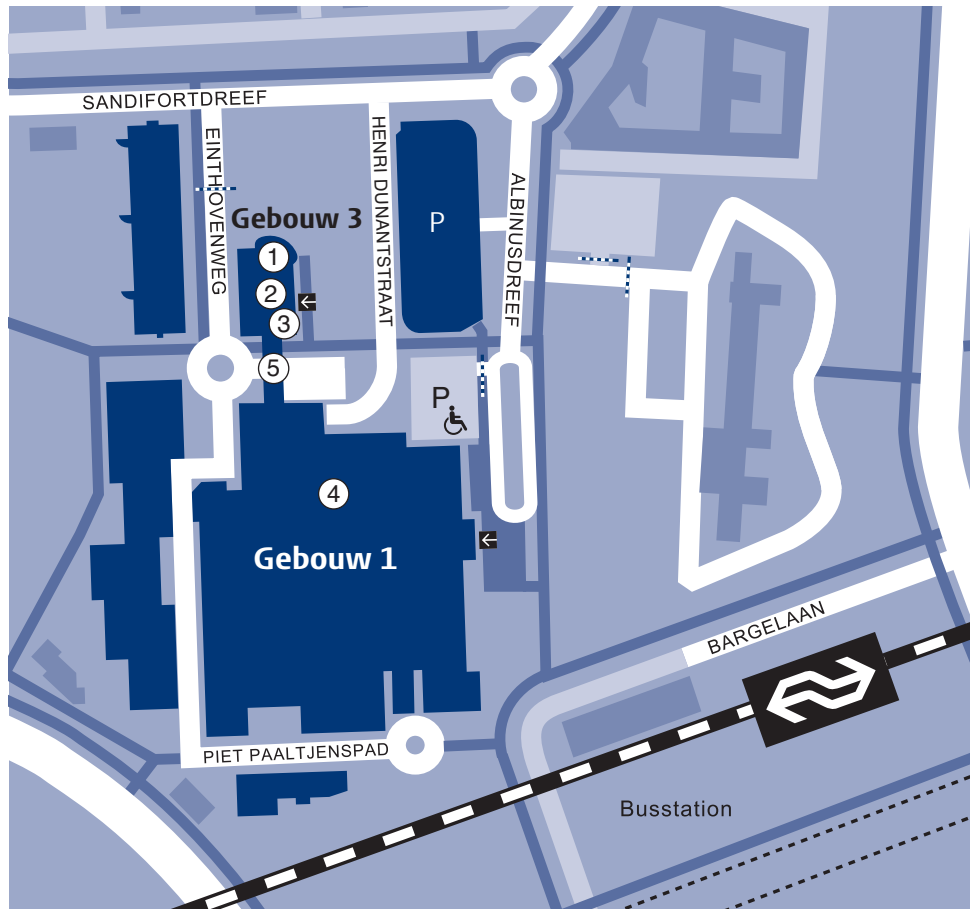 SANDIFORTDREEF
EINTHOVENWEG
HENRI DUNANTSTRAAT
ALBINUSDREEF
Gebouw 3
P
1
2
3
5
P
4
Gebouw 1
BARGELAAN
PIET PAALTJENSPAD
Busstation